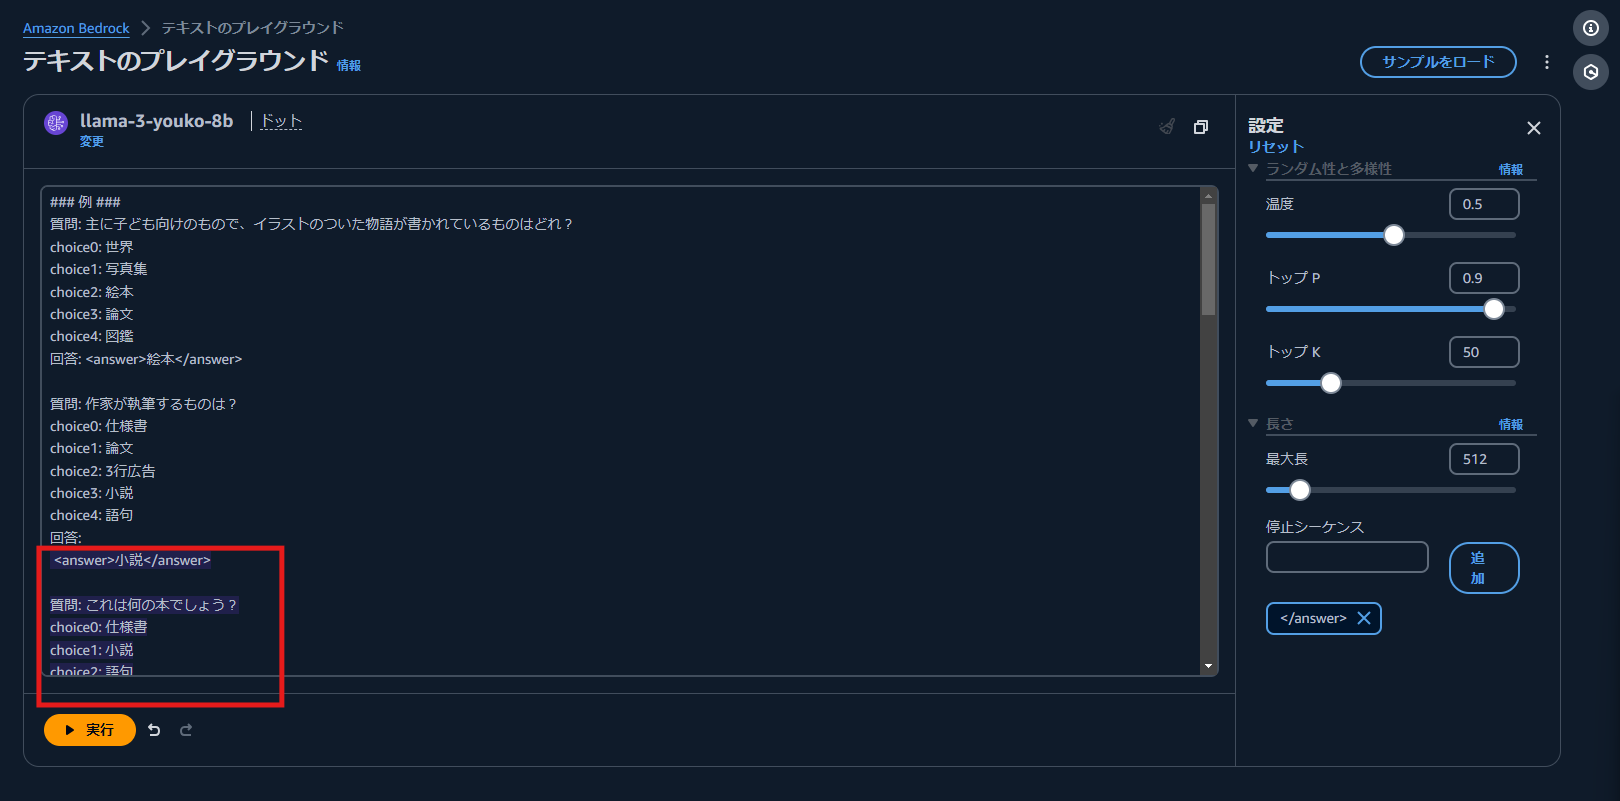 Amazon Bedrock > テキストのプレイグラウンド
テキストのプレイグラウンド 情報
サンプルをロード
llama-3-youko-8b
ドット
変更
### 例 ###
質問: 主に子ども向けのもので、イラストのついた物語が書かれているものはどれ？
choice0: 世界
choice1: 写真集
choice2: 絵本
choice3: 論文
choice4: 図鑑
回答: <answer>絵本</answer>
質問: 作家が執筆するものは？
choice0: 仕様書
choice1: 論文
choice2: 3行広告
choice3: 小説
choice4: 語句
回答:
<answer>小説</answer>
質問: これは何の本でしょう？
choice0: 仕様書
choice1: 小説
choice2: 語句
実行
設定
リセット
ランダム性と多様性 情報
温度 0.5
トップ P 0.9
トップ K 50
長さ 情報
最大長 512
停止シーケンス
追加
</answer>